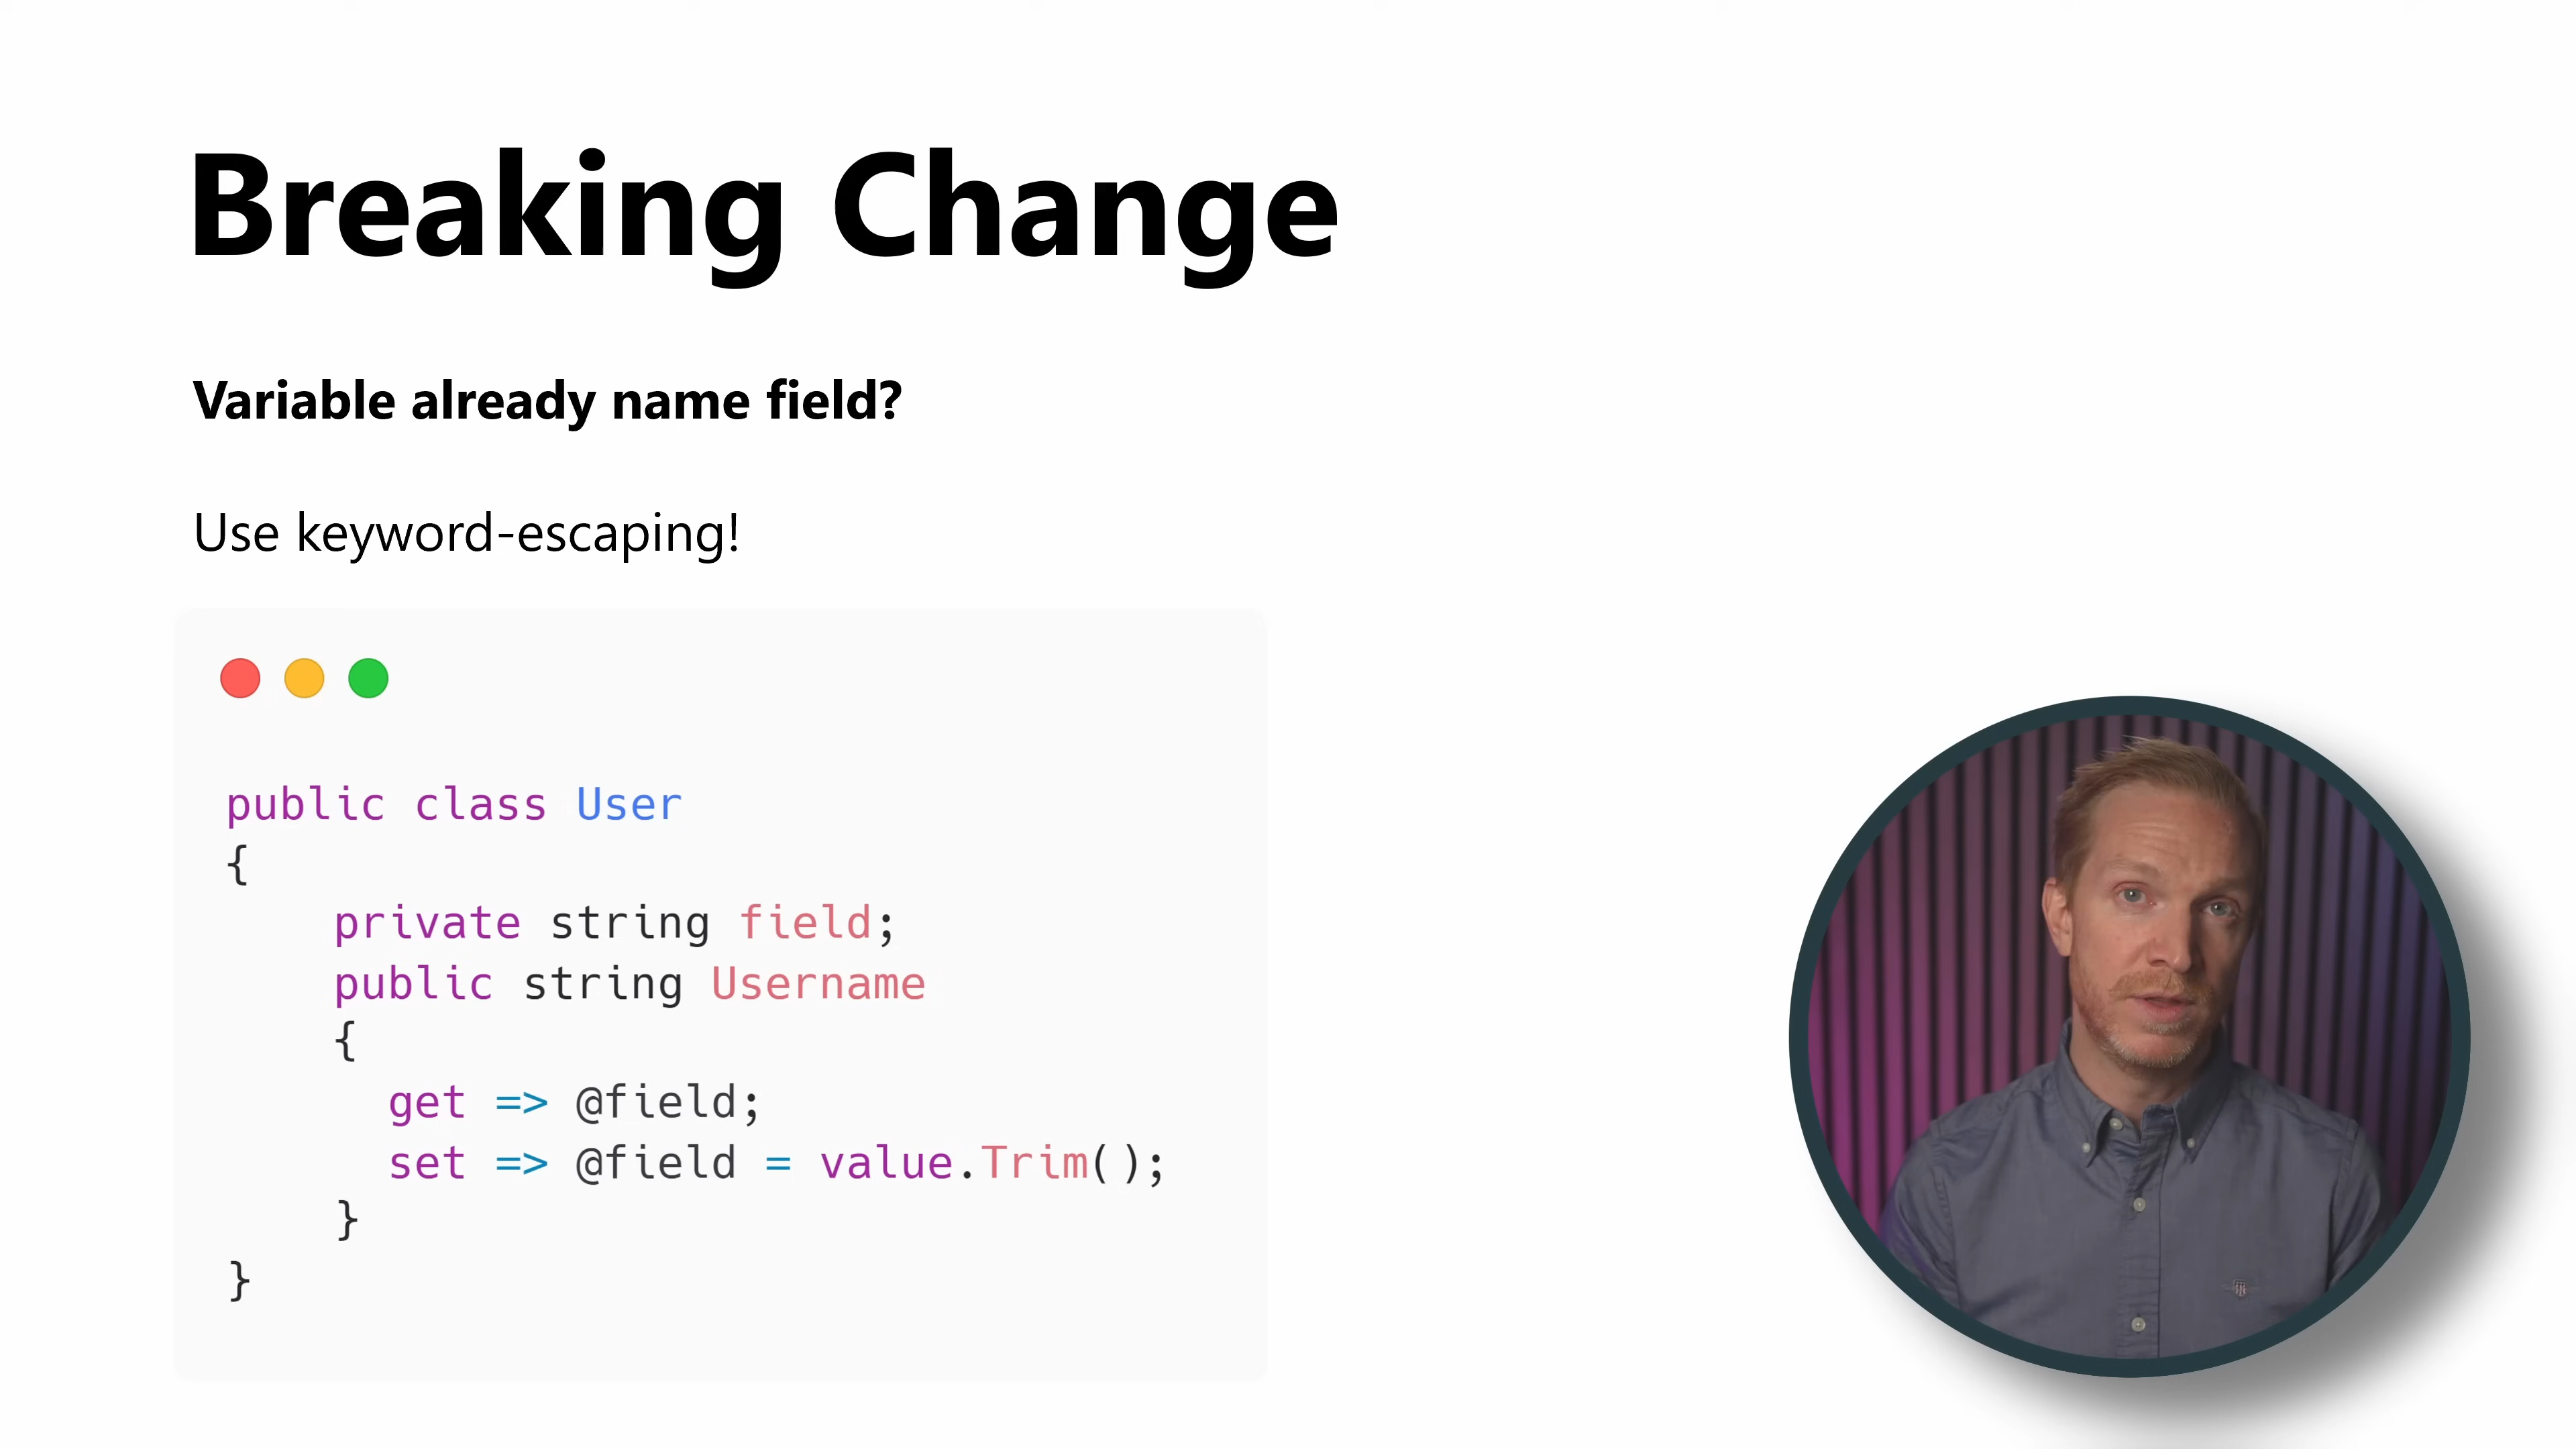 Breaking Change
Variable already name field?
Use keyword-escaping!
public class User
{
    private string field;
    public string Username
    {
      get => @field;
      set => @field = value.Trim();
    }
}